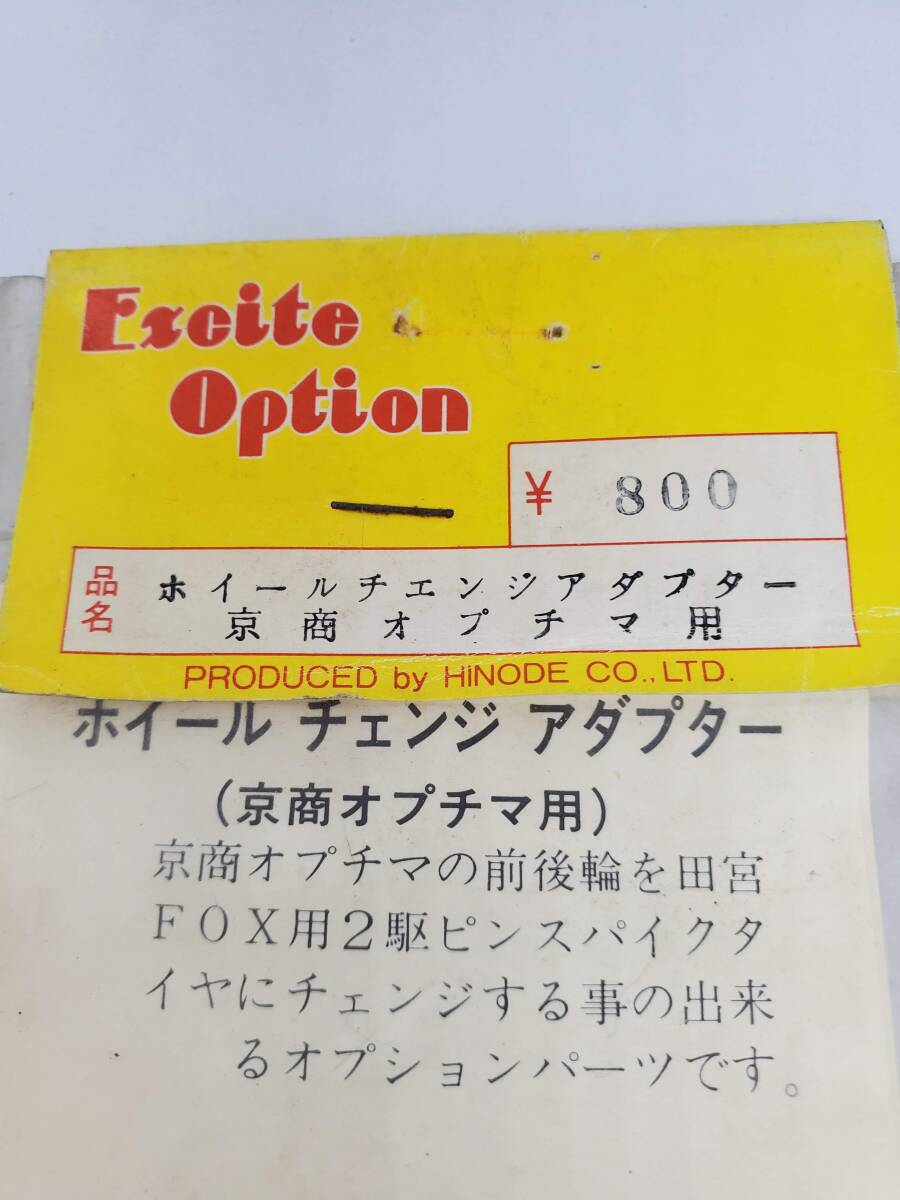 Excite
Option
¥ 800
品名 ホイールチエンジアダプター
京商オプチマ用
PRODUCED by HINODE CO.,LTD.
ホイール チェンジ アダプター
(京商オプチマ用)
京商オプチマの前後輪を田宮
FOX用2駆ピンスパイクタ
イヤにチェンジする事の出来
るオプションパーツです。